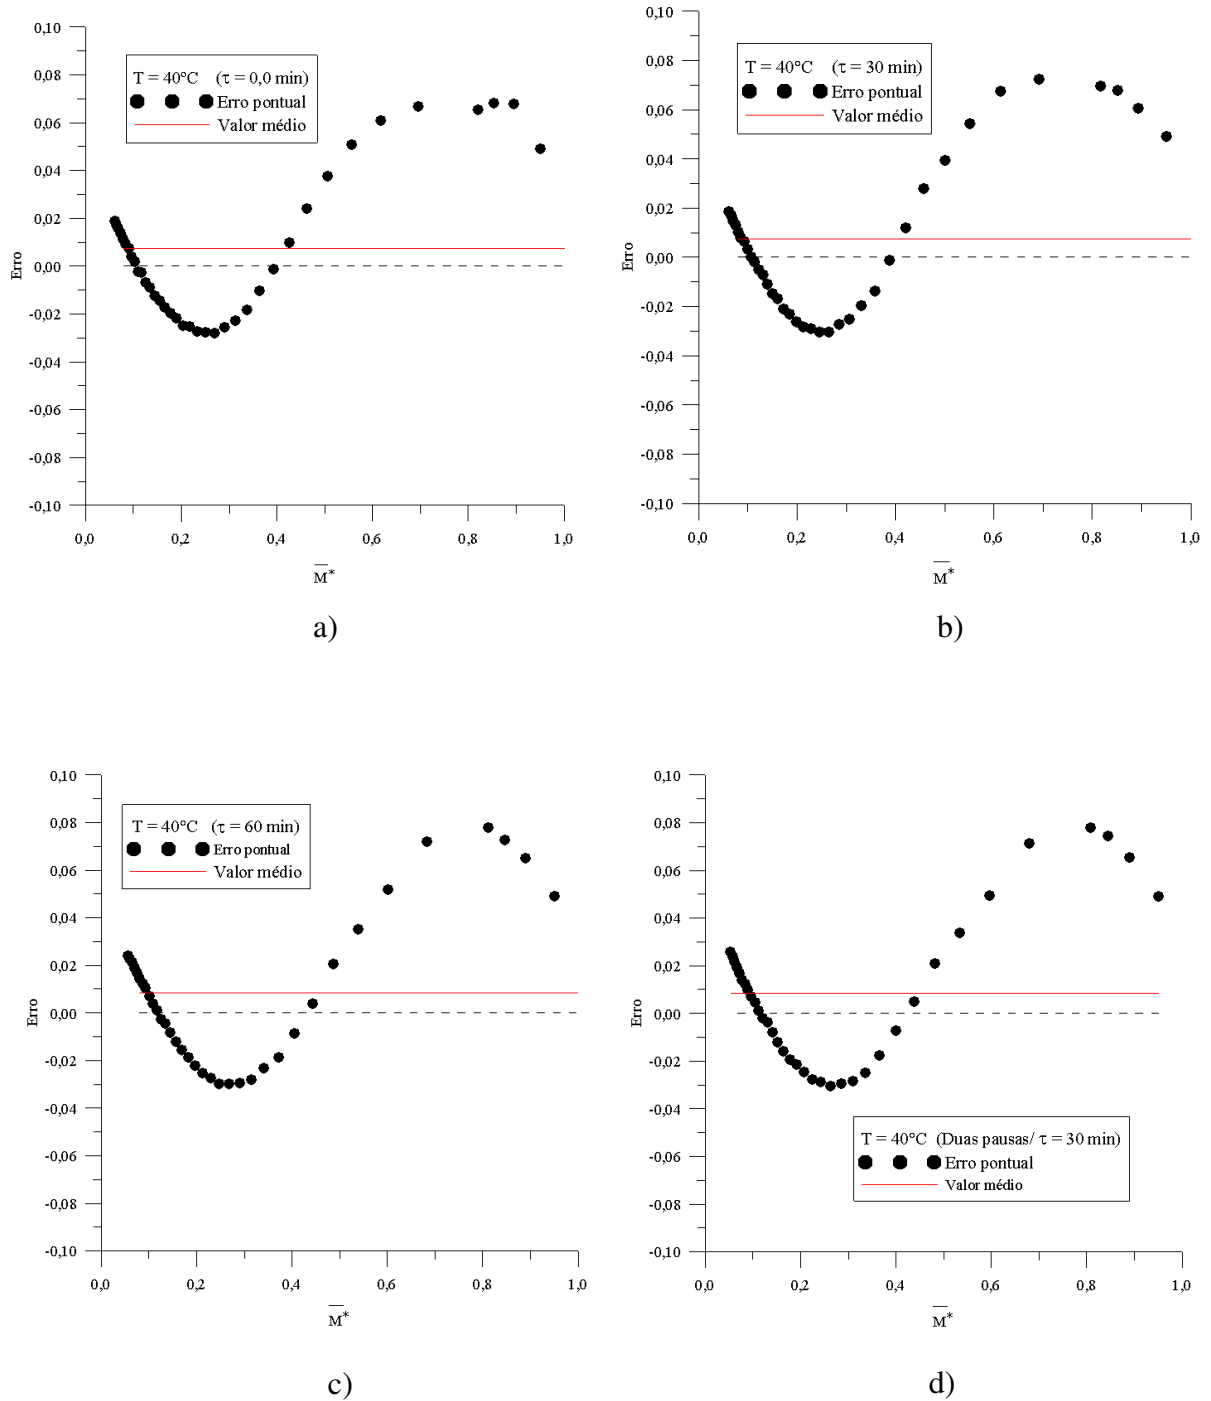 0,10
0,08
0,06
0,04
0,02
0,00
-0,02
-0,04
-0,06
-0,08
-0,10
Erro
T = 40°C (τ = 0,0 min)
Erro pontual
Valor médio
0,0 0,2 0,4 0,6 0,8 1,0
M*
a)
0,10
0,08
0,06
0,04
0,02
0,00
-0,02
-0,04
-0,06
-0,08
-0,10
Erro
T = 40°C (τ = 30 min)
Erro pontual
Valor médio
0,0 0,2 0,4 0,6 0,8 1,0
M*
b)
0,10
0,08
0,06
0,04
0,02
0,00
-0,02
-0,04
-0,06
-0,08
-0,10
Erro
T = 40°C (τ = 60 min)
Erro pontual
Valor médio
0,0 0,2 0,4 0,6 0,8 1,0
M*
c)
0,10
0,08
0,06
0,04
0,02
0,00
-0,02
-0,04
-0,06
-0,08
-0,10
Erro
T = 40°C (Duas pausas/ τ = 30 min)
Erro pontual
Valor médio
0,0 0,2 0,4 0,6 0,8 1,0
M*
d)